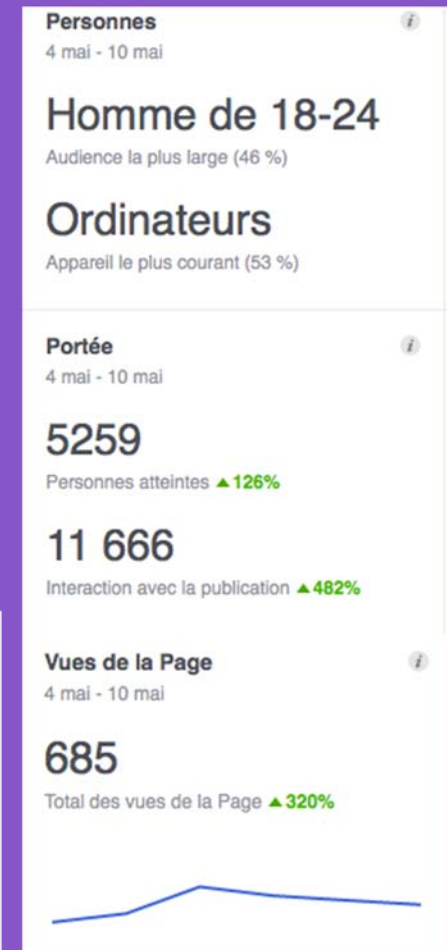 Personnes
4 mai - 10 mai
Homme de 18-24
Audience la plus large (46 %)
Ordinateurs
Appareil le plus courant (53 %)
Portée
4 mai - 10 mai
5259
Personnes atteintes ▲126%
11 666
Interaction avec la publication ▲482%
Vues de la Page
4 mai - 10 mai
685
Total des vues de la Page ▲320%